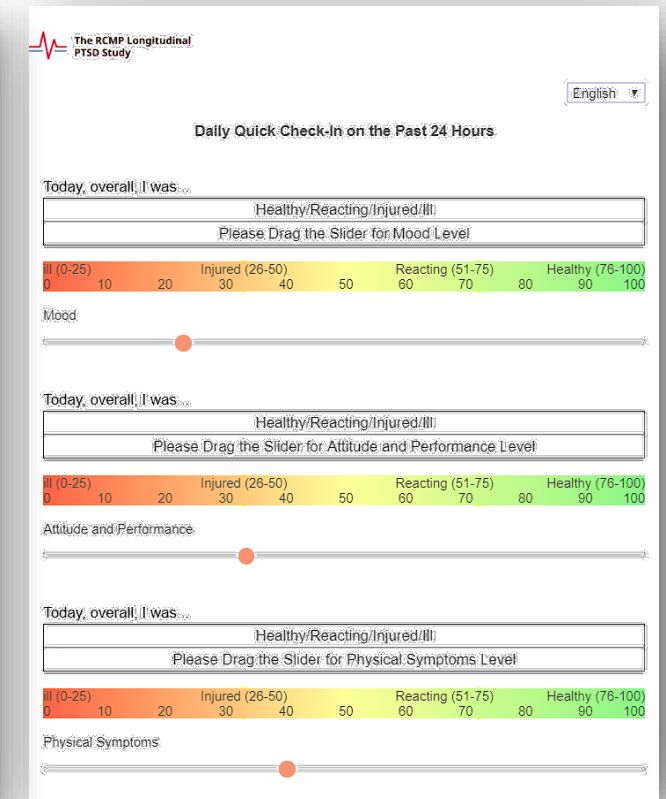 The RCMP Longitudinal
PTSD Study
English ▼
Daily Quick Check-In on the Past 24 Hours
Today, overall, I was...
Healthy/Reacting/Injured/Ill
Please Drag the Slider for Mood Level
ill (0-25) Injured (26-50) Reacting (51-75) Healthy (76-100)
0 10 20 30 40 50 60 70 80 90 100
Mood
Today, overall, I was...
Healthy/Reacting/Injured/Ill
Please Drag the Slider for Attitude and Performance Level
ill (0-25) Injured (26-50) Reacting (51-75) Healthy (76-100)
0 10 20 30 40 50 60 70 80 90 100
Attitude and Performance
Today, overall, I was...
Healthy/Reacting/Injured/Ill
Please Drag the Slider for Physical Symptoms Level
ill (0-25) Injured (26-50) Reacting (51-75) Healthy (76-100)
0 10 20 30 40 50 60 70 80 90 100
Physical Symptoms